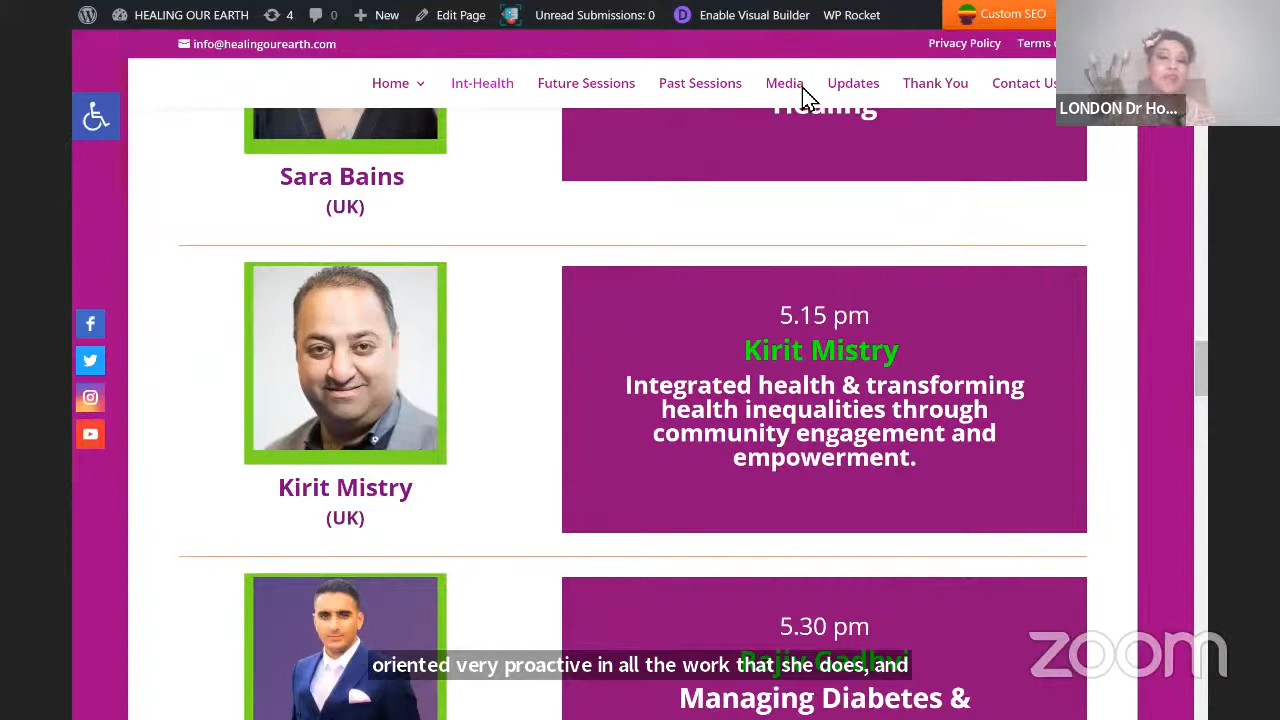 HEALING OUR EARTH 4 0 New Edit Page Unread Submissions: 0 Enable Visual Builder WP Rocket Custom SEO
info@healingourearth.com Privacy Policy Terms
Home Int-Health Future Sessions Past Sessions Media Updates Thank You Contact Us
LONDON Dr Ho...
Healing
Sara Bains
(UK)
5.15 pm
Kirit Mistry
Integrated health & transforming
health inequalities through
community engagement and
empowerment.
Kirit Mistry
(UK)
5.30 pm
oriented very proactive in all the work that she does, and
Managing Diabetes &
zoom